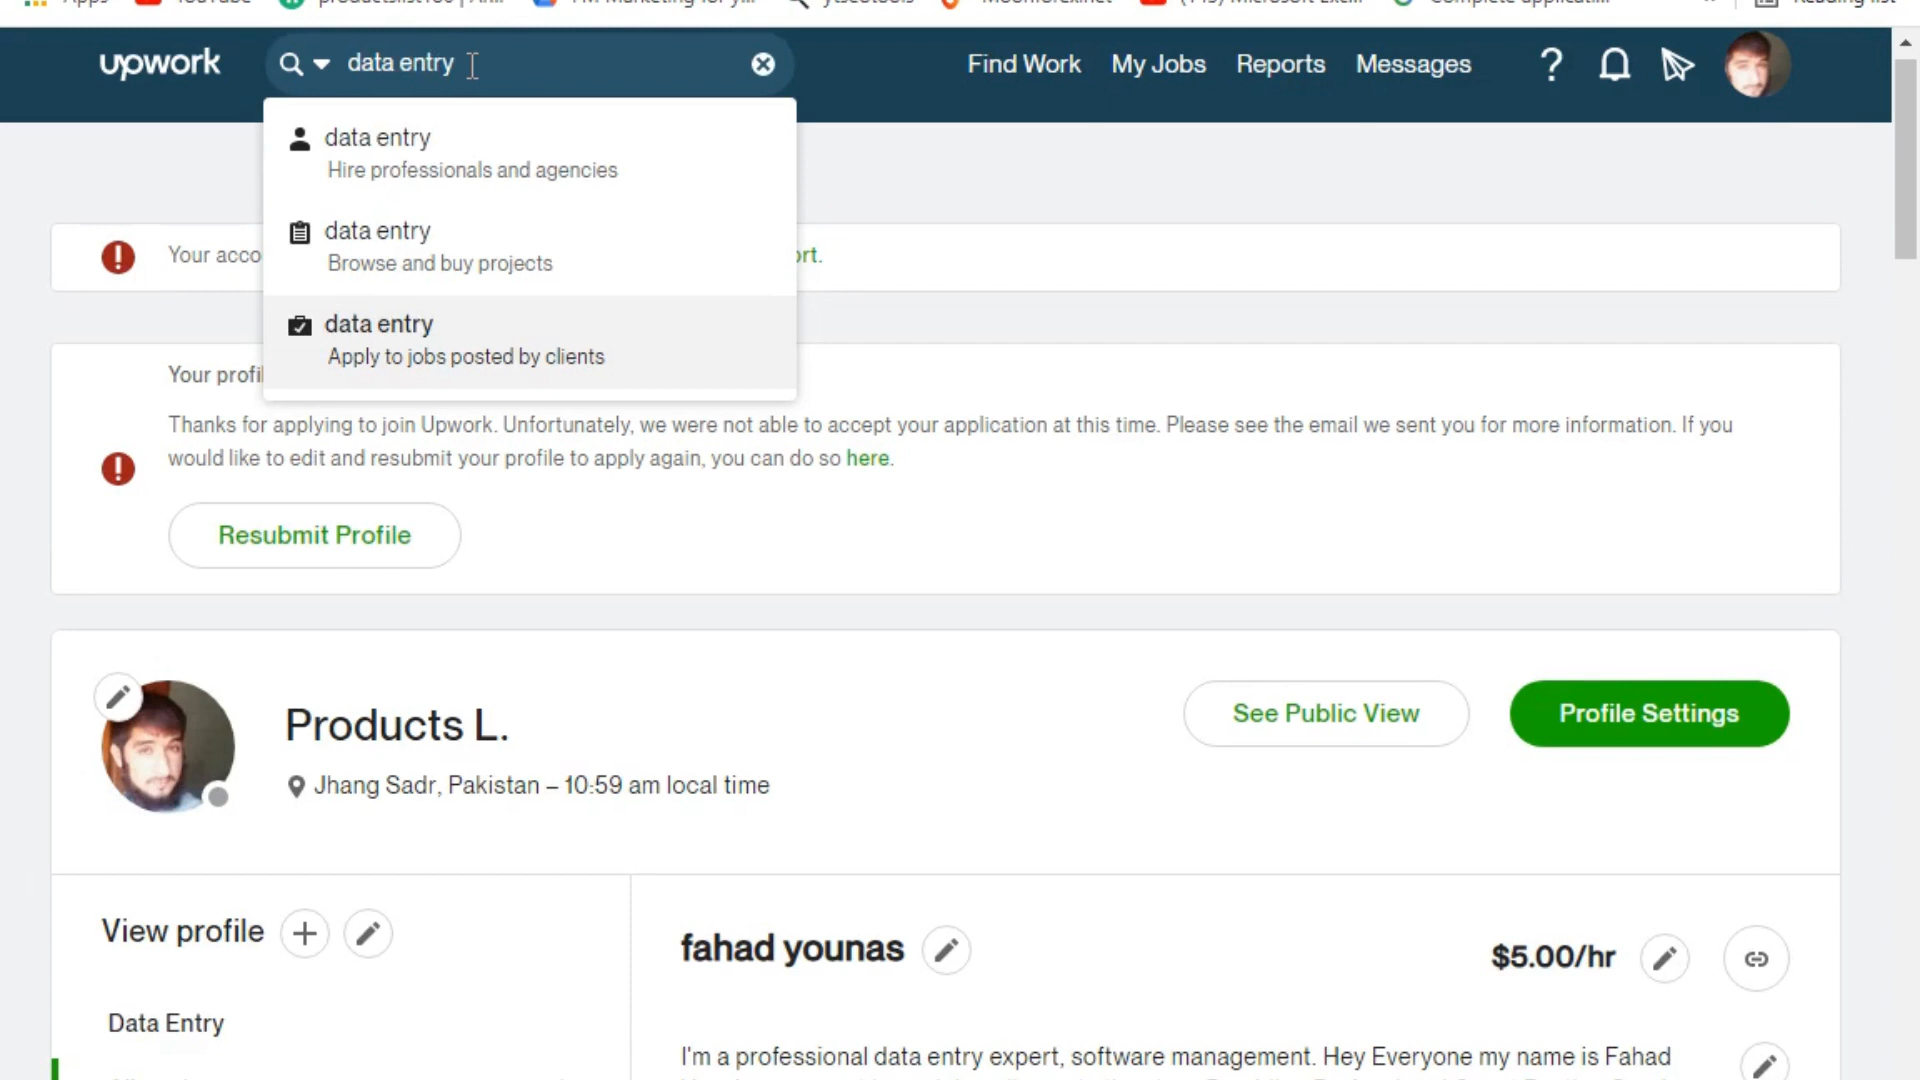 upwork
data entry
Find Work
My Jobs
Reports
Messages
?
data entry
Hire professionals and agencies
data entry
Browse and buy projects
data entry
Apply to jobs posted by clients
Your acco
ort.
Your profi
Thanks for applying to join Upwork. Unfortunately, we were not able to accept your application at this time. Please see the email we sent you for more information. If you
would like to edit and resubmit your profile to apply again, you can do so here.
Resubmit Profile
Products L.
Jhang Sadr, Pakistan – 10:59 am local time
See Public View
Profile Settings
View profile
Data Entry
fahad younas
$5.00/hr
I'm a professional data entry expert, software management. Hey Everyone my name is Fahad